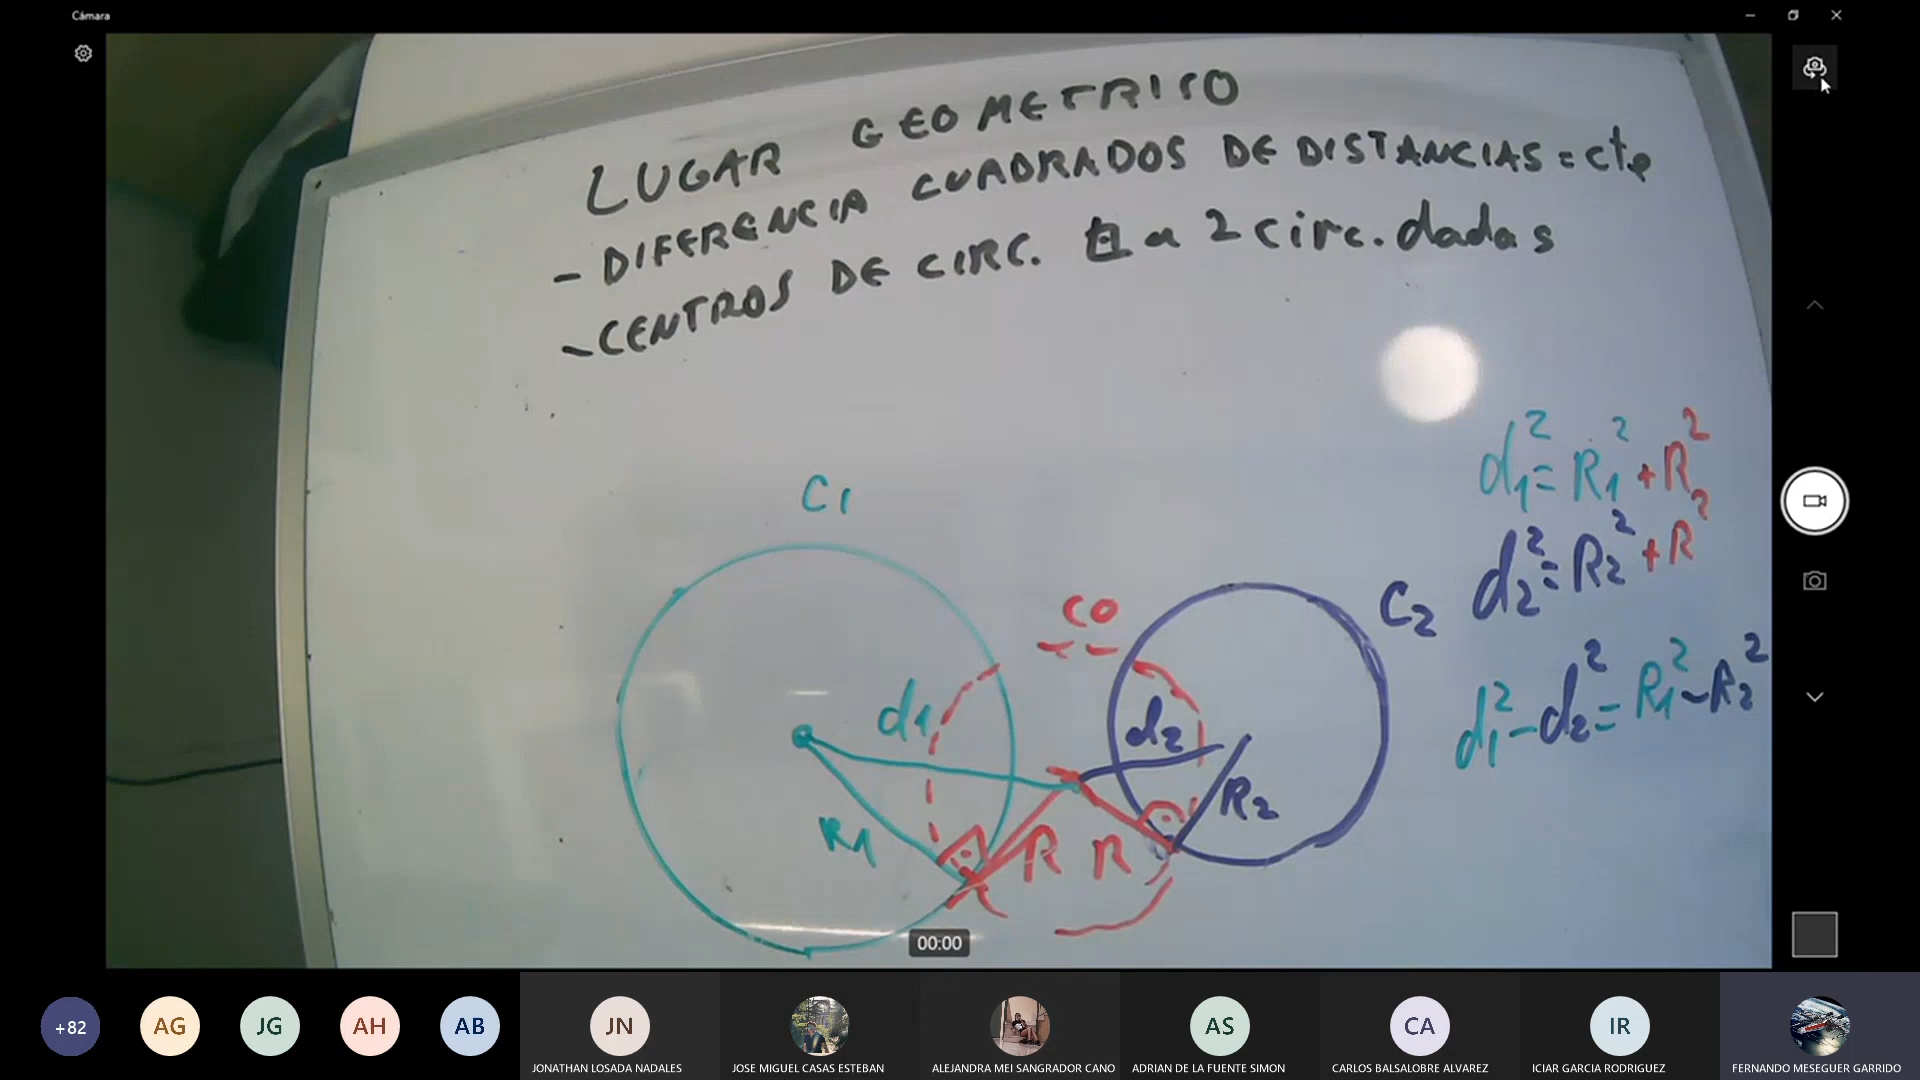 Cámara
LUGAR GEOMETRICO
- DIFERENCIA CUADRADOS DE DISTANCIAS = cte
- CENTROS DE CIRC. a 2 circ. dadas
C1
d1² = R1² + R²
d2² = R2² + R²
C2
CO
d1² - d2² = R1² - R2²
d1
d2
R1
R
R
R2
00:00
+82
AG
JG
AH
AB
JN
AS
CA
IR
JONATHAN LOSADA NADALES
JOSE MIGUEL CASAS ESTEBAN
ALEJANDRA MEI SANGRADOR CANO
ADRIAN DE LA FUENTE SIMON
CARLOS BALSALOBRE ALVAREZ
ICIAR GARCIA RODRIGUEZ
FERNANDO MESEGUER GARRIDO